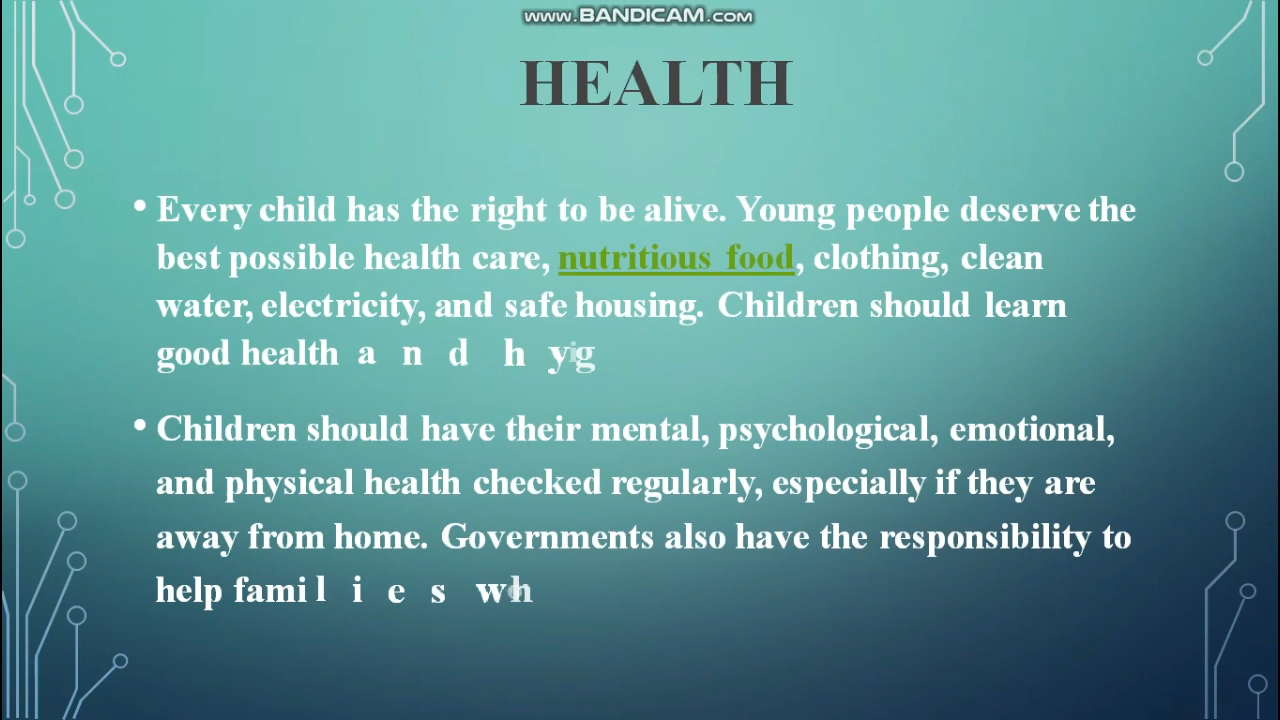 www.BANDICAM.com
HEALTH
• Every child has the right to be alive. Young people deserve the
best possible health care, nutritious food, clothing, clean
water, electricity, and safe housing. Children should learn
good health and hyig
• Children should have their mental, psychological, emotional,
and physical health checked regularly, especially if they are
away from home. Governments also have the responsibility to
help families wh